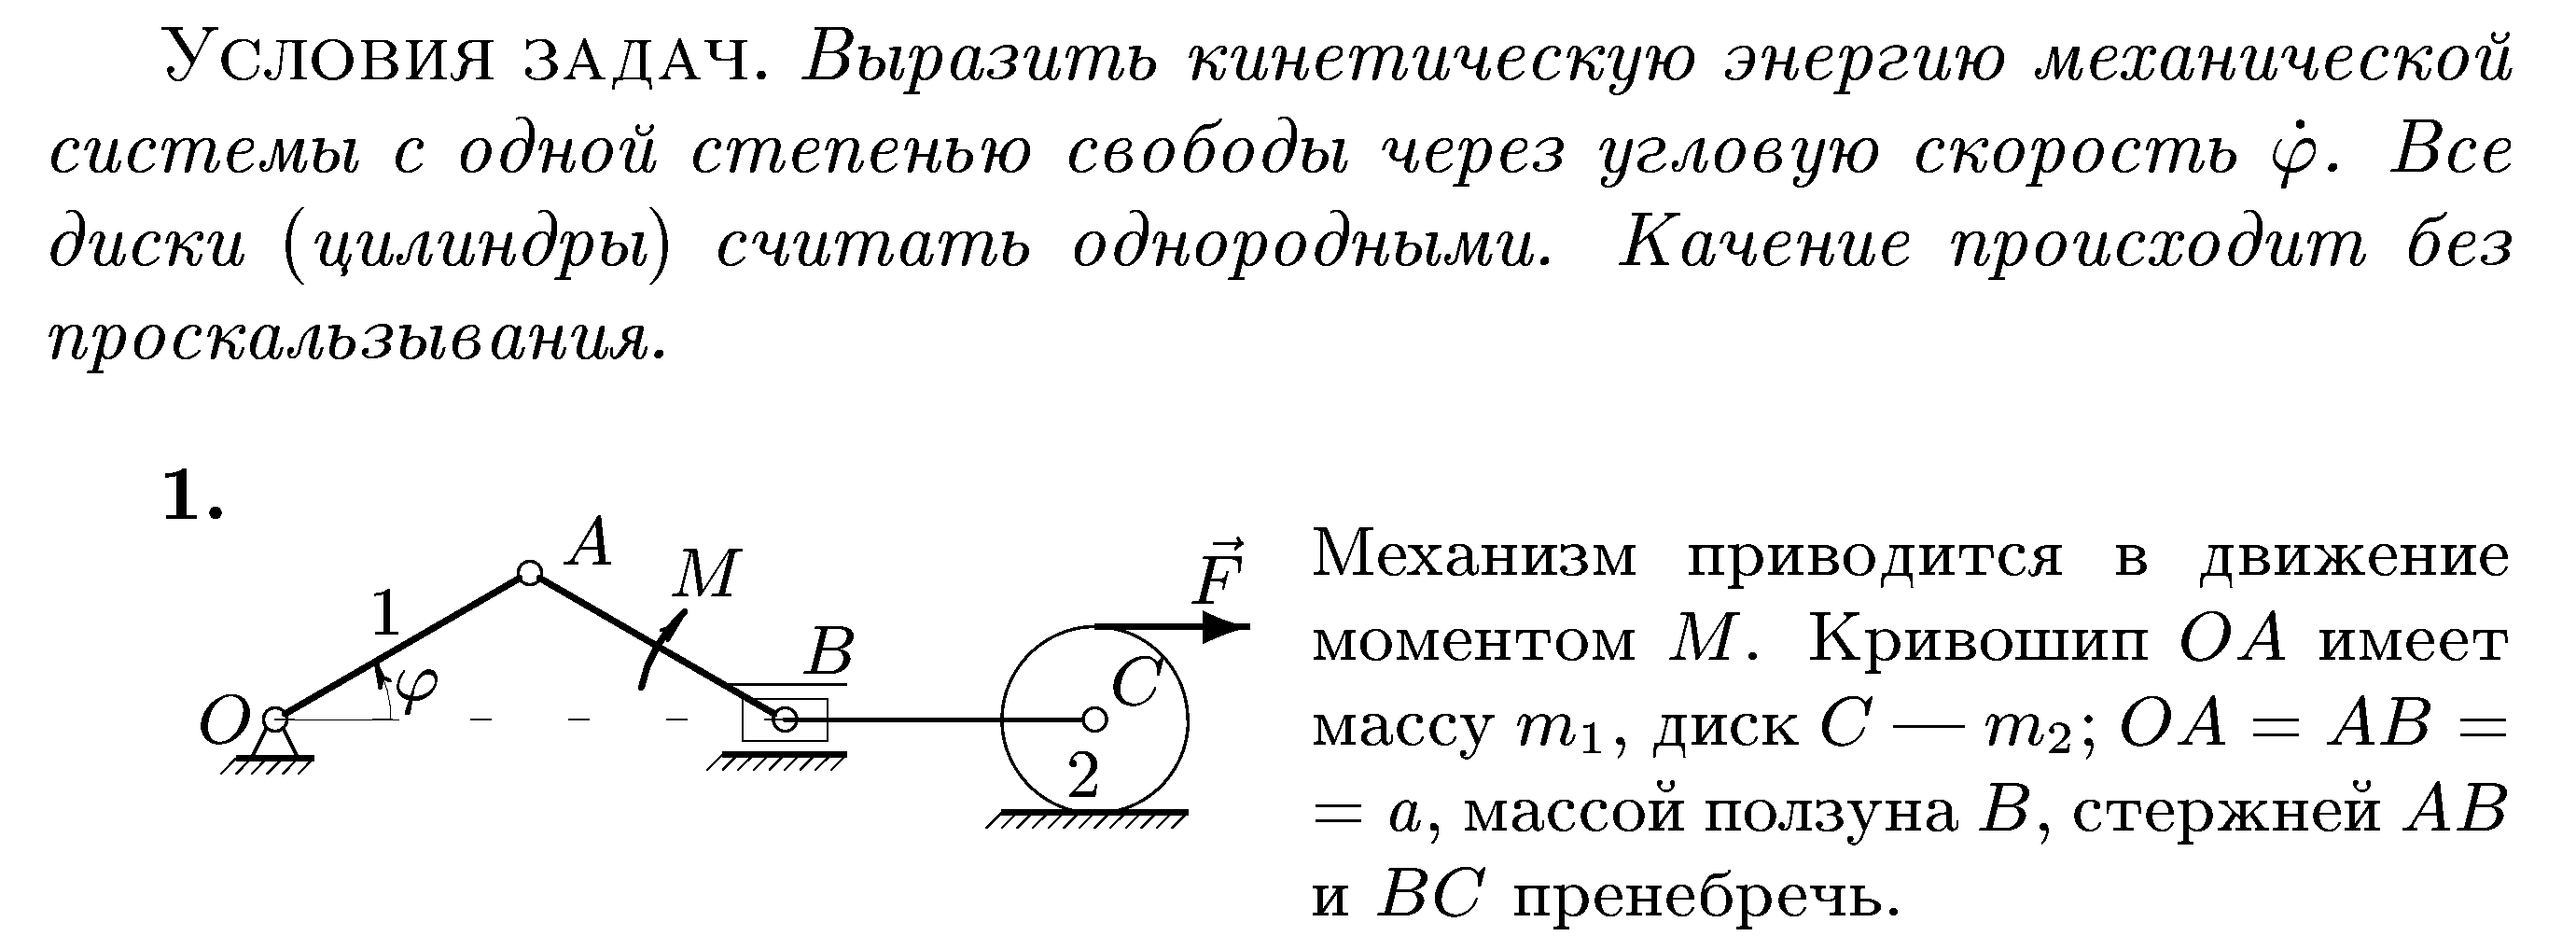 Условия задач. Выразить кинетическую энергию механической
системы с одной степенью свободы через угловую скорость φ̇. Все
диски (цилиндры) считать однородными. Качение происходит без
проскальзывания.
1.
A
M
F⃗
1
B
φ
C
O
2
Механизм приводится в движение
моментом M. Кривошип OA имеет
массу m₁, диск C — m₂; OA = AB =
= a, массой ползуна B, стержней AB
и BC пренебречь.